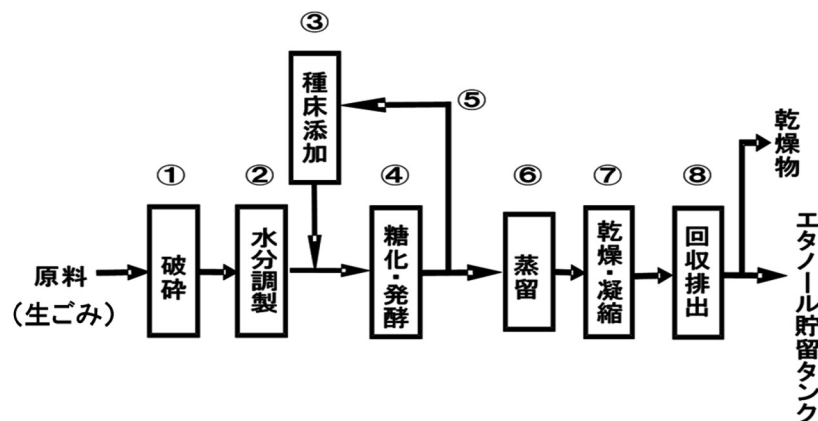 原料
(生ごみ)
①
破砕
②
水分調製
③
種床添加
④
糖化・発酵
⑤
⑥
蒸留
⑦
乾燥・凝縮
⑧
回収排出
乾燥物
エタノール貯留タンク